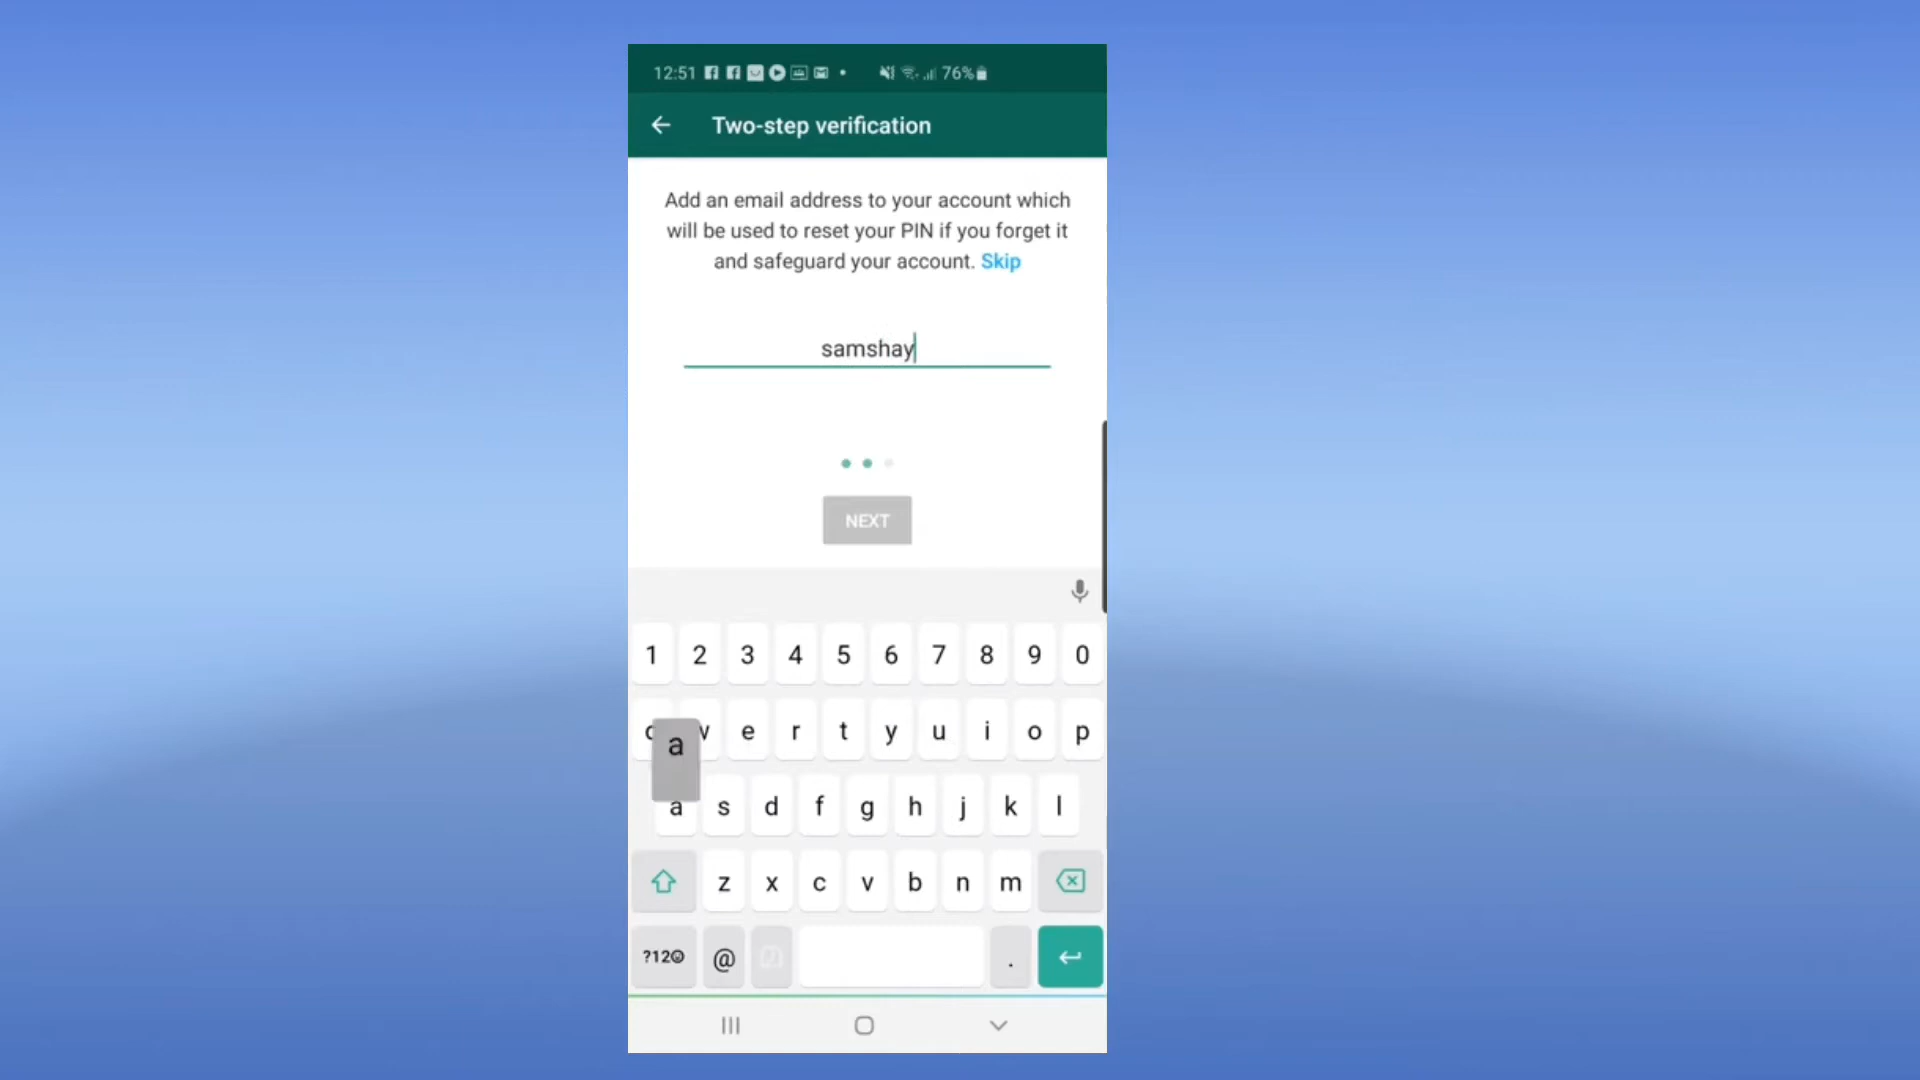 12:51 76%
Two-step verification
Add an email address to your account which
will be used to reset your PIN if you forget it
and safeguard your account. Skip
samshay
NEXT
1 2 3 4 5 6 7 8 9 0
e r t y u i o p
a
a s d f g h j k l
z x c v b n m
?12☺ @ .